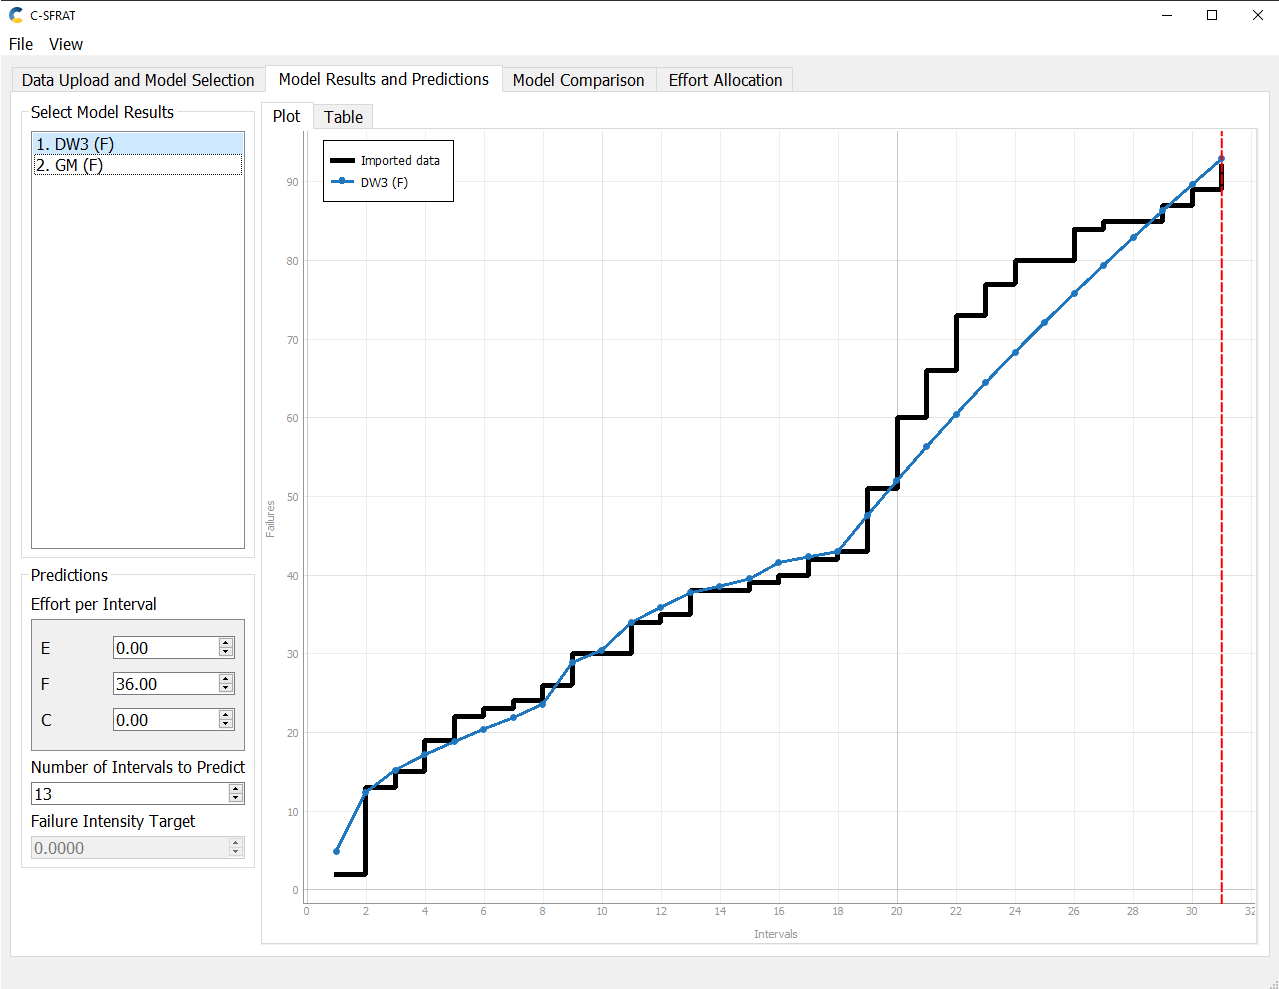 C-SFRAT
File View
Data Upload and Model Selection Model Results and Predictions Model Comparison Effort Allocation
Select Model Results
1. DW3 (F)
2. GM (F)
Predictions
Effort per Interval
E 0.00
F 36.00
C 0.00
Number of Intervals to Predict
13
Failure Intensity Target
0.0000
Plot Table
Imported data
DW3 (F)
90
80
70
60
50
40
30
20
10
0
Failures
0 2 4 6 8 10 12 14 16 18 20 22 24 26 28 30 32
Intervals